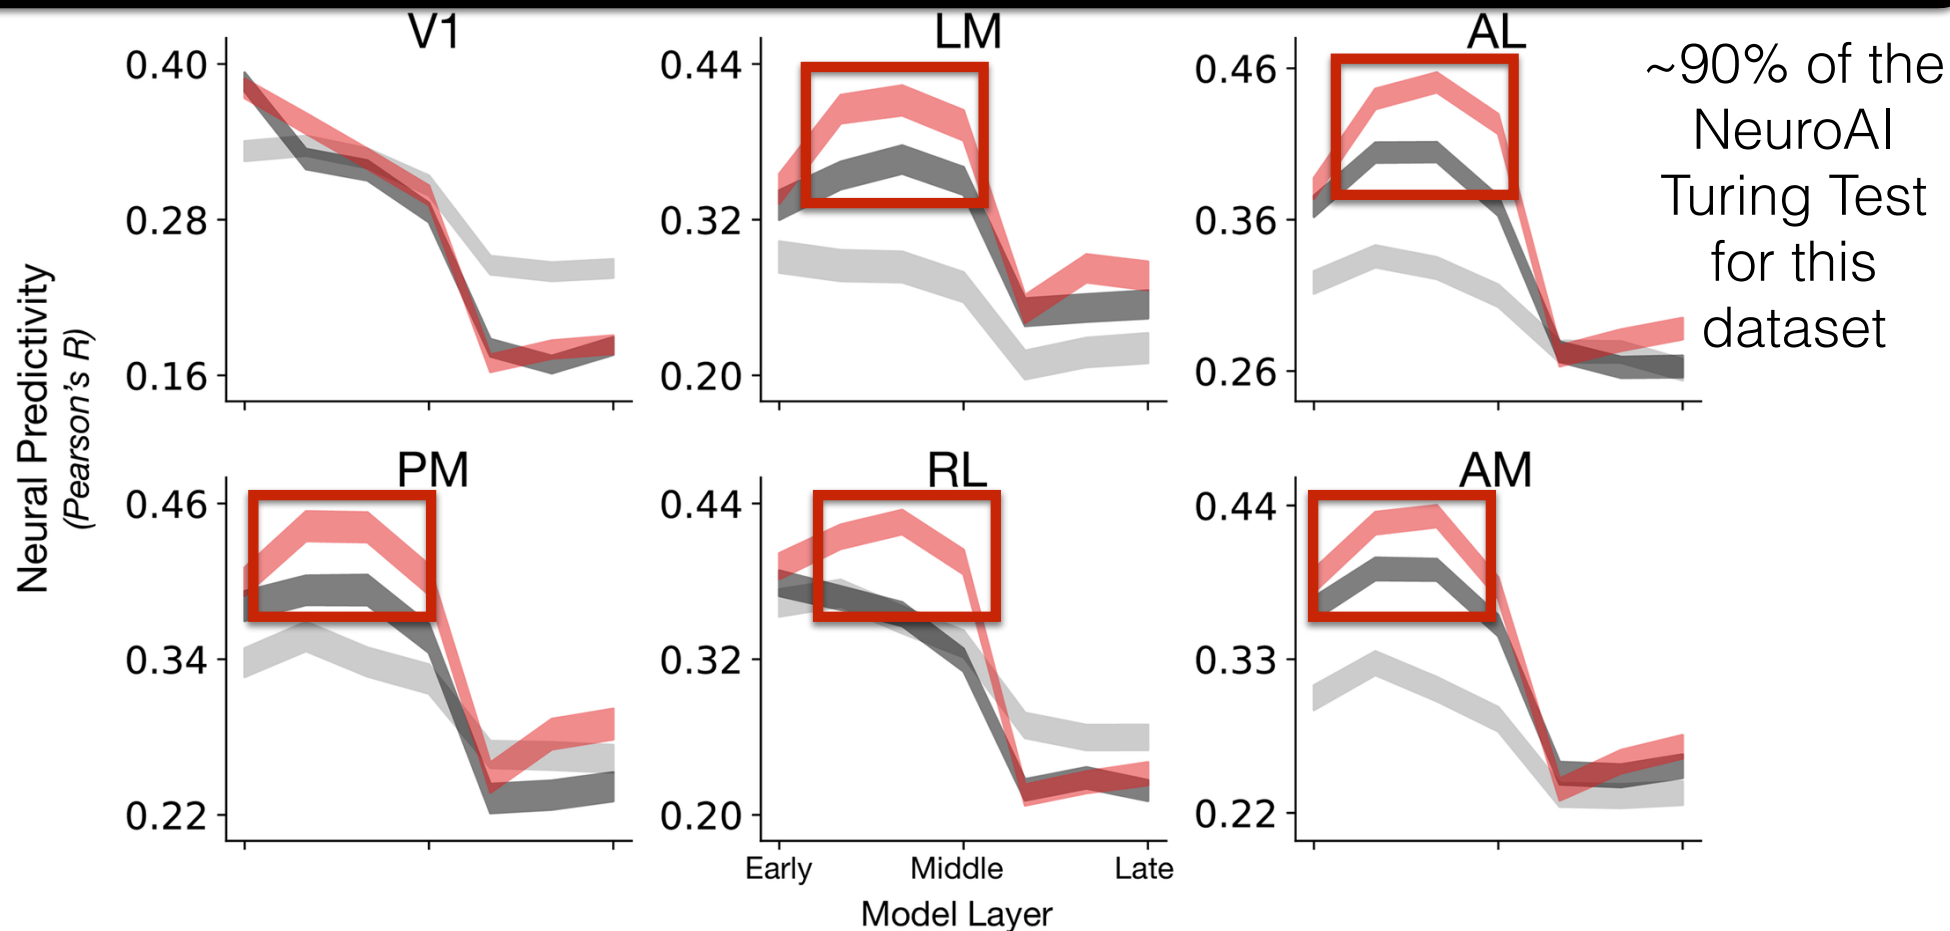 V1
LM
AL
~90% of the
NeuroAI
Turing Test
for this
dataset
0.40
0.28
0.16
0.44
0.32
0.20
0.46
0.36
0.26
Neural Predictivity
(Pearson's R)
PM
RL
AM
0.46
0.34
0.22
0.44
0.32
0.20
0.44
0.33
0.22
Early Middle Late
Model Layer